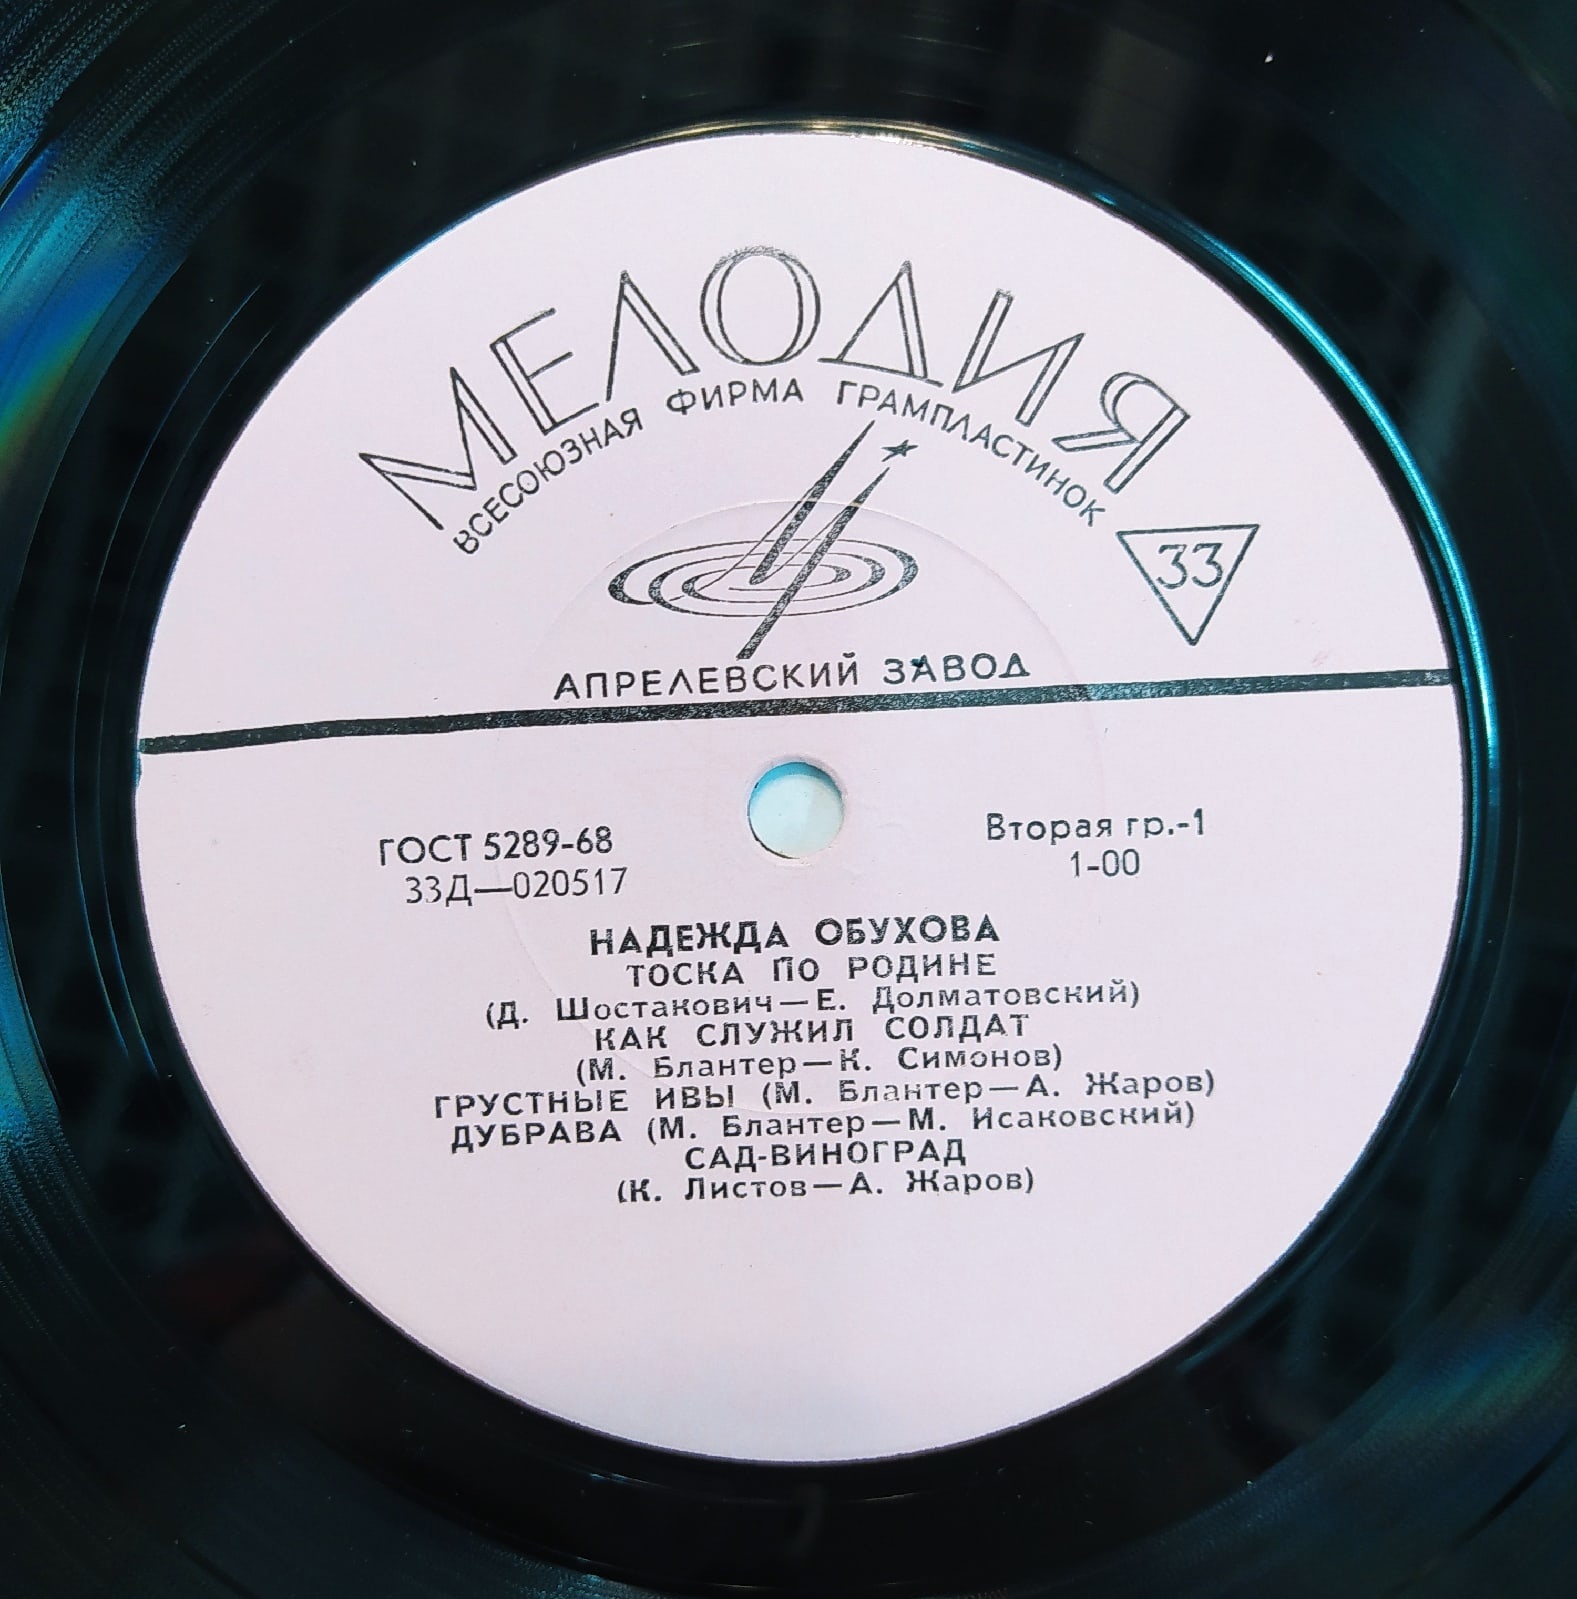 МЕЛОДИЯ
ВСЕСОЮЗНАЯ ФИРМА ГРАМПЛАСТИНОК
33
АПРЕЛЕВСКИЙ ЗАВОД
ГОСТ 5289-68
33Д—020517
Вторая гр.-1
1-00
НАДЕЖДА ОБУХОВА
ТОСКА ПО РОДИНЕ
(Д. Шостакович—Е. Долматовский)
КАК СЛУЖИЛ СОЛДАТ
(М. Блантер—К. Симонов)
ГРУСТНЫЕ ИВЫ (М. Блантер—А. Жаров)
ДУБРАВА (М. Блантер—М. Исаковский)
САД-ВИНОГРАД
(К. Листов—А. Жаров)